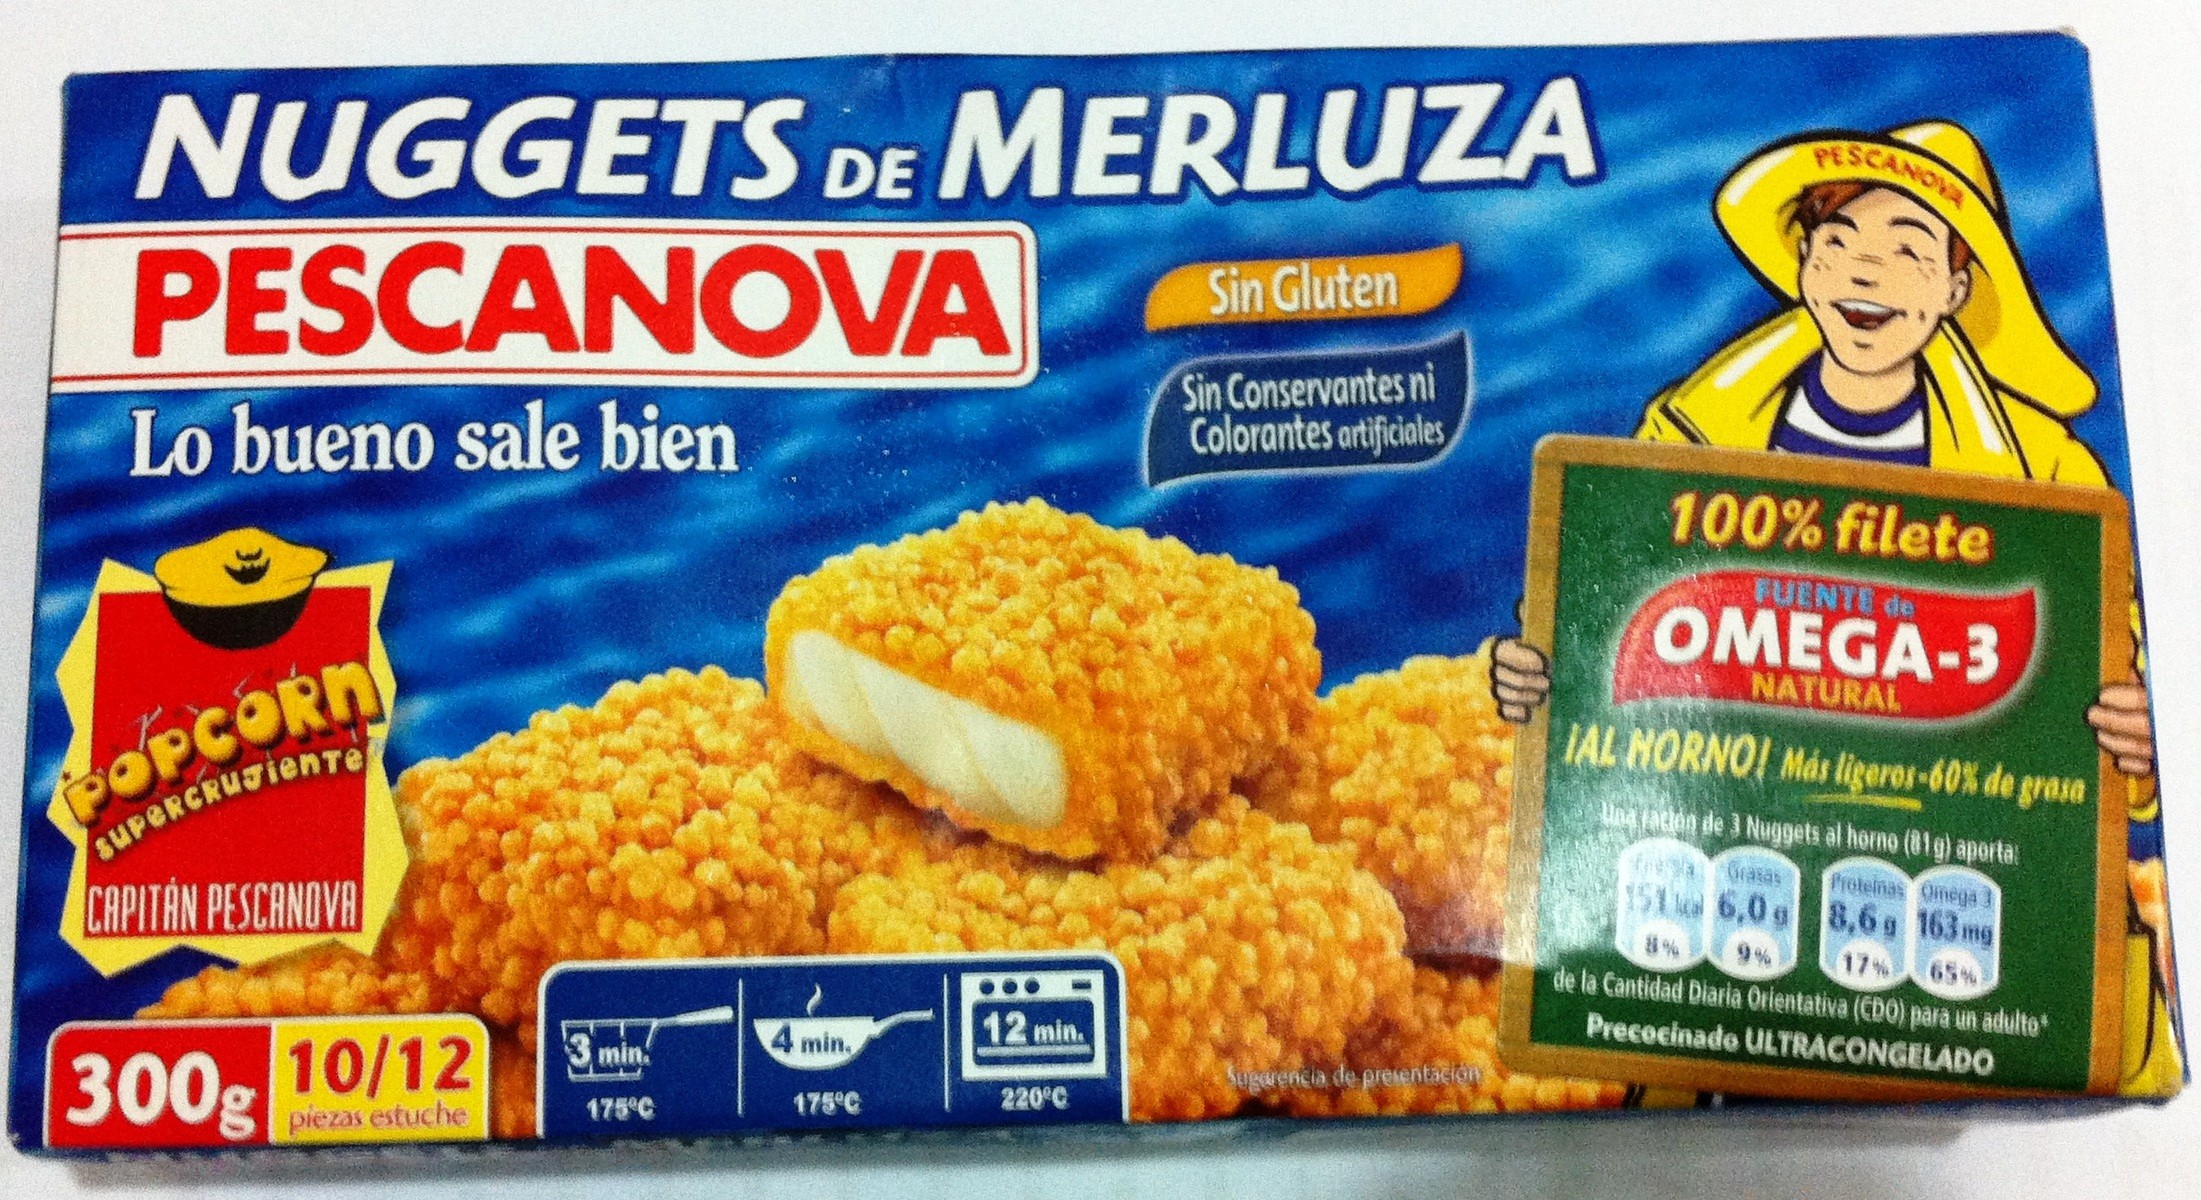 NUGGETS DE MERLUZA
PESCANOVA
Lo bueno sale bien
Sin Gluten
Sin Conservantes ni
Colorantes artificiales
PESCANOVA
100% filete
FUENTE de
OMEGA-3
NATURAL
¡AL HORNO! Más ligeros -60% de grasa
Una ración de 3 Nuggets al horno (81g) aporta:
Energía Grasas Proteínas Omega 3
151 kcal 6,0 g 8,6 g 163 mg
8% 9% 17% 65%
de la Cantidad Diaria Orientativa (CDO) para un adulto*
Precocinado ULTRACONGELADO
POPCORN
SUPERCRUJIENTE
CAPITÁN PESCANOVA
300g
10/12
piezas estuche
3 min.
175ºC
4 min.
175ºC
12 min.
220ºC
Sugerencia de presentación